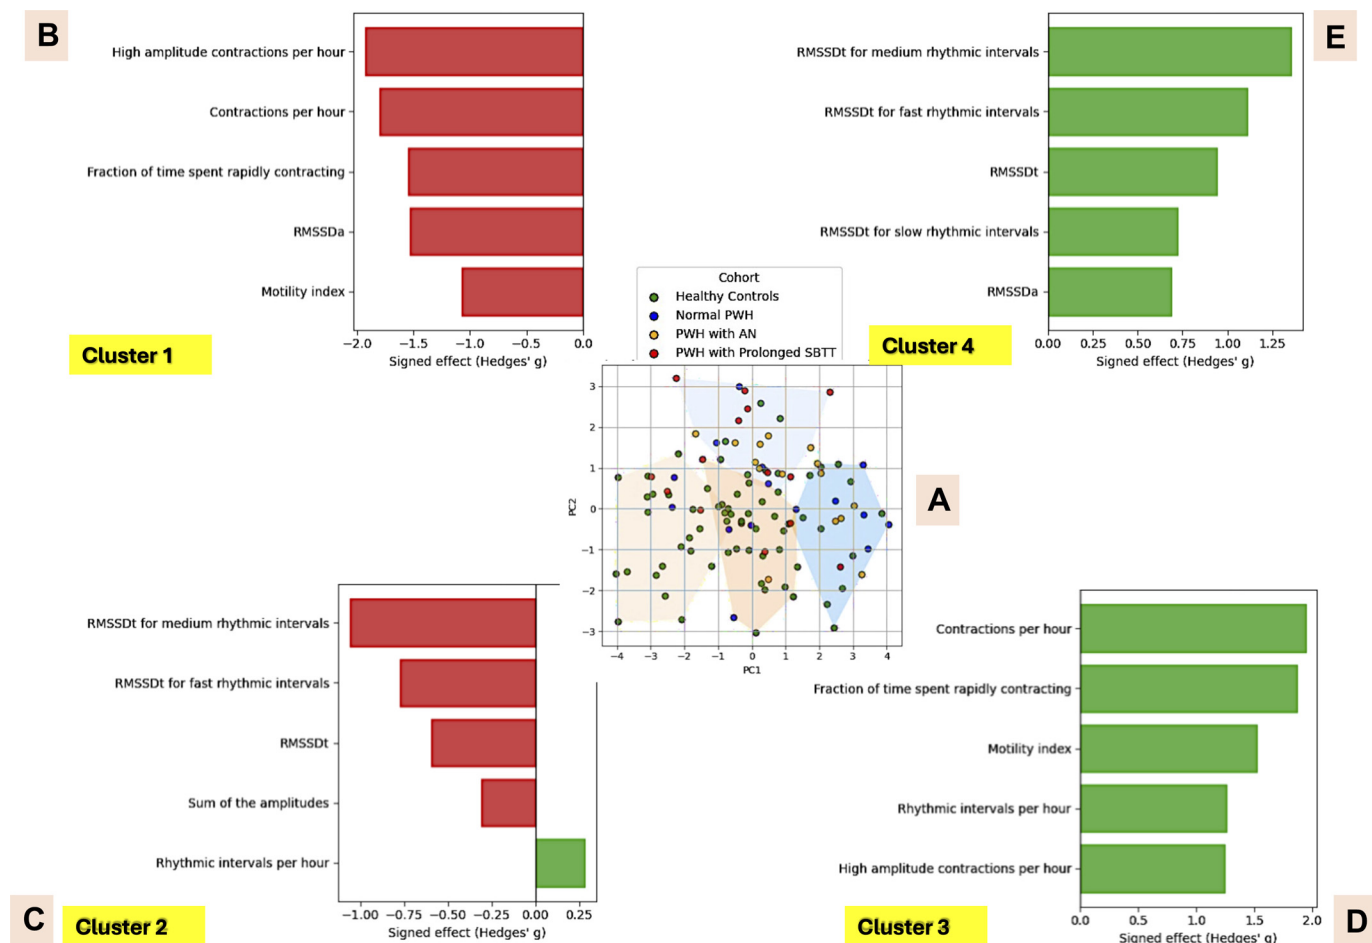 B
High amplitude contractions per hour
Contractions per hour
Fraction of time spent rapidly contracting
RMSSDa
Motility index
−2.0 −1.5 −1.0 −0.5 0.0
Signed effect (Hedges' g)
Cluster 1
E
RMSSDt for medium rhythmic intervals
RMSSDt for fast rhythmic intervals
RMSSDt
RMSSDt for slow rhythmic intervals
RMSSDa
0.00 0.25 0.50 0.75 1.00 1.25
Signed effect (Hedges' g)
Cluster 4
Cohort
Healthy Controls
Normal PWH
PWH with AN
PWH with Prolonged SBTT
A
PC2
3
2
1
0
−1
−2
−3
−4 −3 −2 −1 0 1 2 3 4
PC1
RMSSDt for medium rhythmic intervals
RMSSDt for fast rhythmic intervals
RMSSDt
Sum of the amplitudes
Rhythmic intervals per hour
−1.00 −0.75 −0.50 −0.25 0.00 0.25
Signed effect (Hedges' g)
C
Cluster 2
Contractions per hour
Fraction of time spent rapidly contracting
Motility index
Rhythmic intervals per hour
High amplitude contractions per hour
0.0 0.5 1.0 1.5 2.0
Signed effect (Hedges' g)
Cluster 3
D